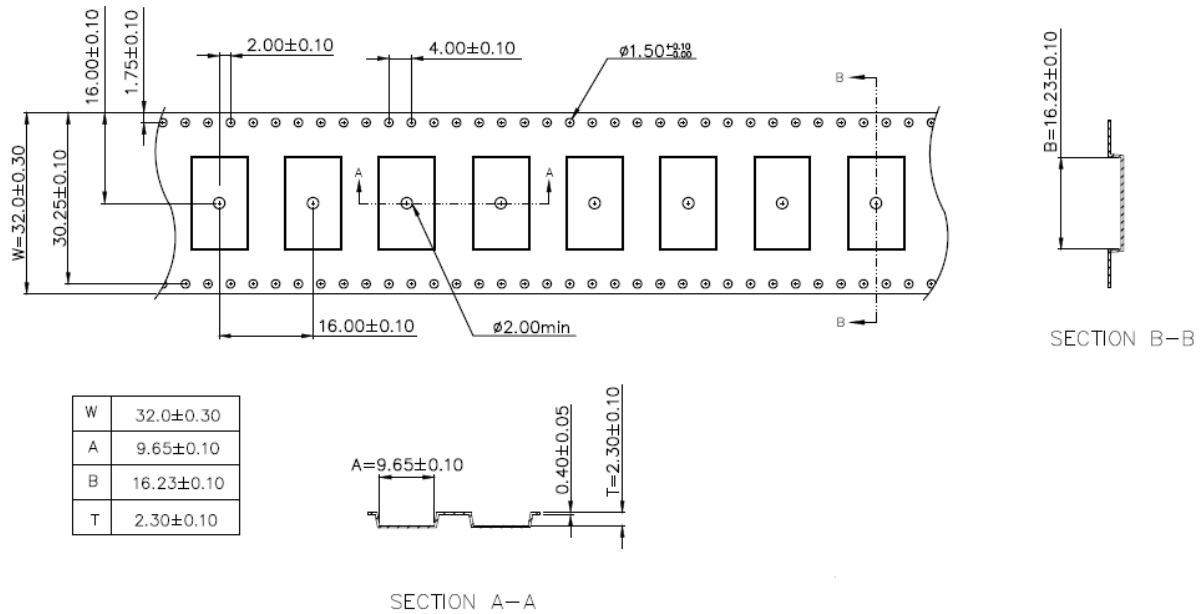 16.00±0.10
1.75±0.10
2.00±0.10
4.00±0.10
⌀1.50+0.10
-0.00
B
B=16.23±0.10
W=32.0±0.30
30.25±0.10
A
A
16.00±0.10
⌀2.00min
B
SECTION B-B
W 32.0±0.30
A 9.65±0.10
B 16.23±0.10
T 2.30±0.10
A=9.65±0.10
0.40±0.05
T=2.30±0.10
SECTION A-A